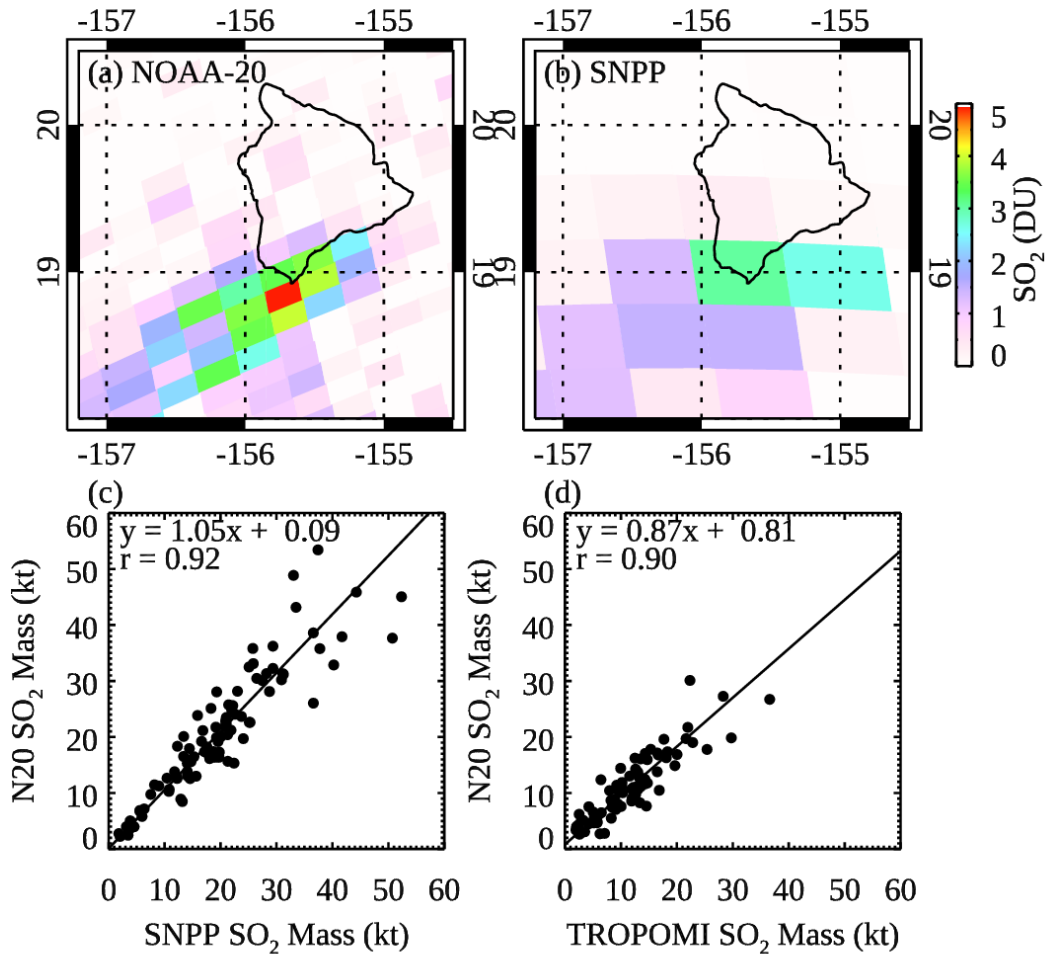 -157 -156 -155 -157 -156 -155
(a) NOAA-20 (b) SNPP
20 20 20
19 19 19
5
4
3
2
1
0
SO2 (DU)
-157 -156 -155 -157 -156 -155
(c) (d)
y = 1.05x + 0.09
r = 0.92
60
50
40
30
20
10
0
N20 SO2 Mass (kt)
0 10 20 30 40 50 60
SNPP SO2 Mass (kt)
y = 0.87x + 0.81
r = 0.90
60
50
40
30
20
10
0
N20 SO2 Mass (kt)
0 10 20 30 40 50 60
TROPOMI SO2 Mass (kt)